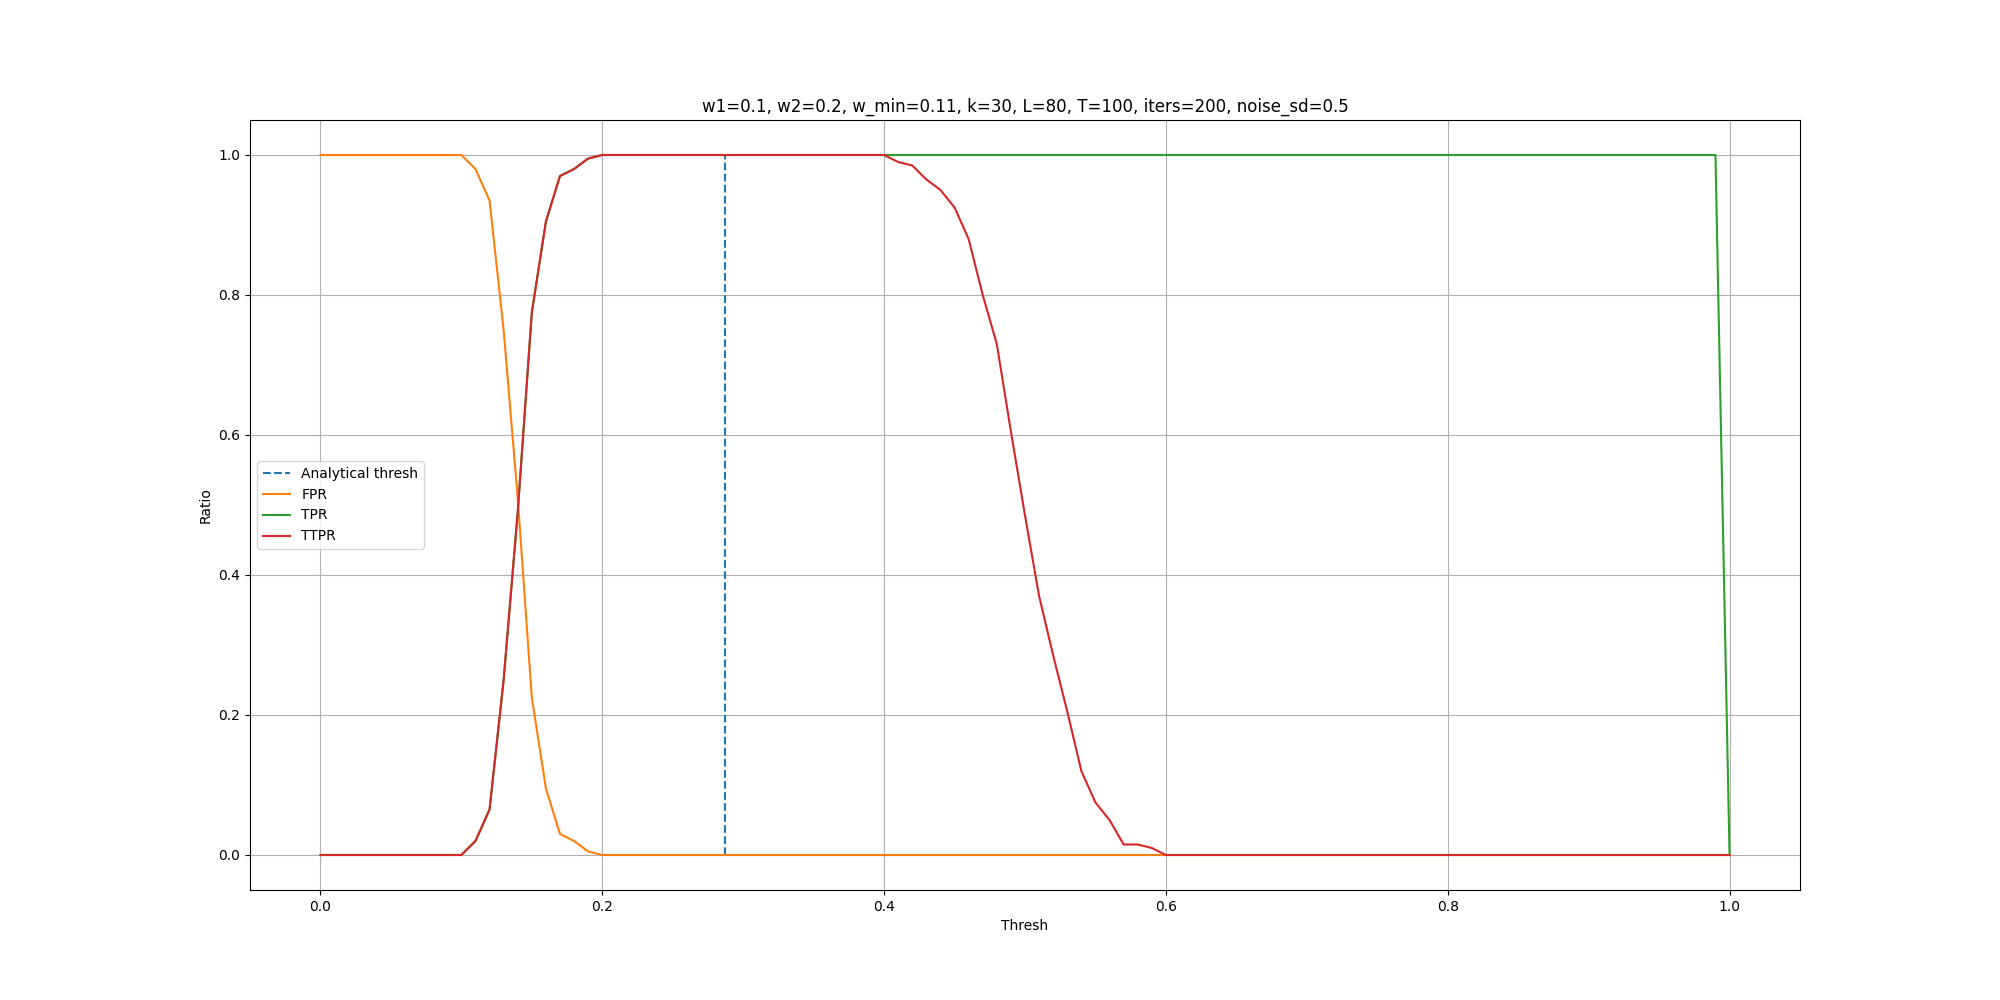 w1=0.1, w2=0.2, w_min=0.11, k=30, L=80, T=100, iters=200, noise_sd=0.5
1.0
0.8
0.6
0.4
0.2
0.0
Ratio
Analytical thresh
FPR
TPR
TTPR
0.0 0.2 0.4 0.6 0.8 1.0
Thresh